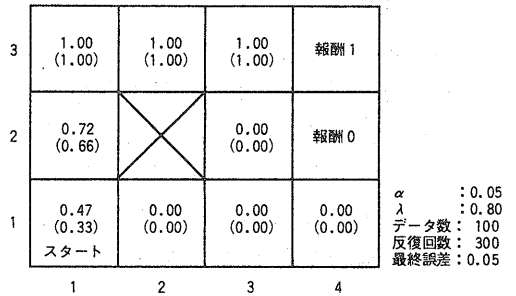 3
1.00 1.00 1.00 報酬1
(1.00) (1.00) (1.00)
2
0.72 0.00 報酬0
(0.66) (0.00)
1
0.47 0.00 0.00 0.00
(0.33) (0.00) (0.00) (0.00)
スタート
1 2 3 4
α :0.05
λ :0.80
データ数: 100
反復回数: 300
最終誤差:0.05